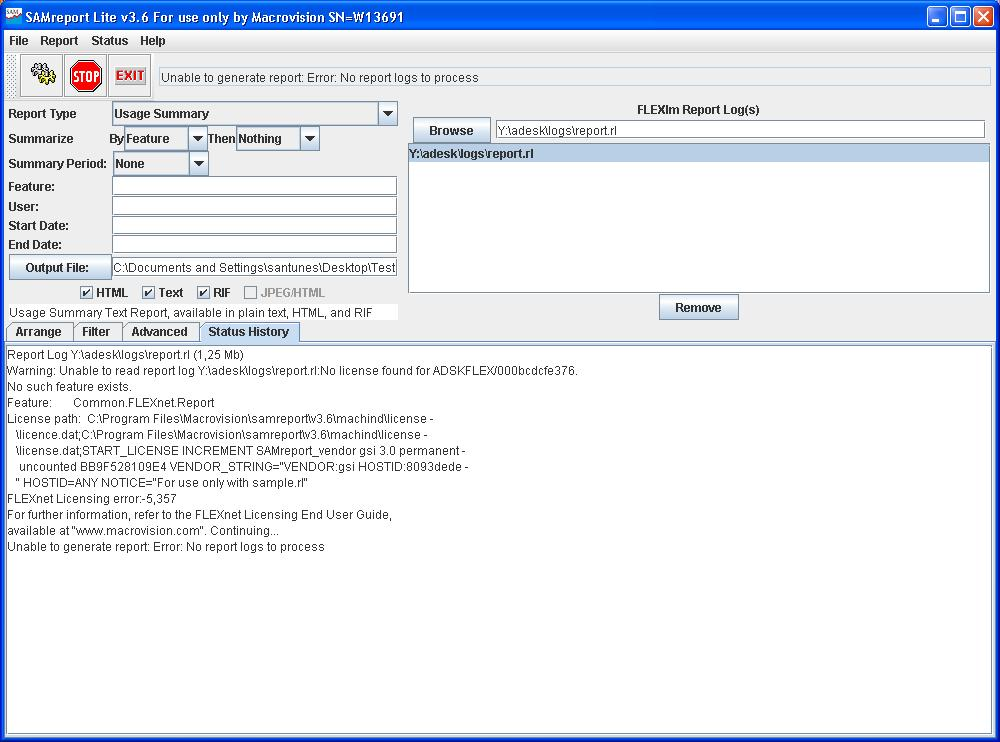 SAMreport Lite v3.6 For use only by Macrovision SN=W13691
File Report Status Help
STOP EXIT Unable to generate report: Error: No report logs to process
Report Type Usage Summary
Summarize By Feature Then Nothing
Summary Period: None
Feature:
User:
Start Date:
End Date:
Output File: C:\Documents and Settings\santunes\Desktop\Test
HTML Text RIF JPEG/HTML
Usage Summary Text Report, available in plain text, HTML, and RIF
FLEXlm Report Log(s)
Browse Y:\adesk\logs\report.rl
Y:\adesk\logs\report.rl
Remove
Arrange Filter Advanced Status History
Report Log Y:\adesk\logs\report.rl (1,25 Mb)
Warning: Unable to read report log Y:\adesk\logs\report.rl:No license found for ADSKFLEX/000bcdcfe376.
No such feature exists.
Feature: Common.FLEXnet.Report
License path: C:\Program Files\Macrovision\samreport\v3.6\machind\license -
\licence.dat;C:\Program Files\Macrovision\samreport\v3.6\machind\license -
\license.dat;START_LICENSE INCREMENT SAMreport_vendor gsi 3.0 permanent -
uncounted BB9F528109E4 VENDOR_STRING="VENDOR:gsi HOSTID:8093dede -
" HOSTID=ANY NOTICE="For use only with sample.rl"
FLEXnet Licensing error:-5,357
For further information, refer to the FLEXnet Licensing End User Guide,
available at "www.macrovision.com". Continuing...
Unable to generate report: Error: No report logs to process